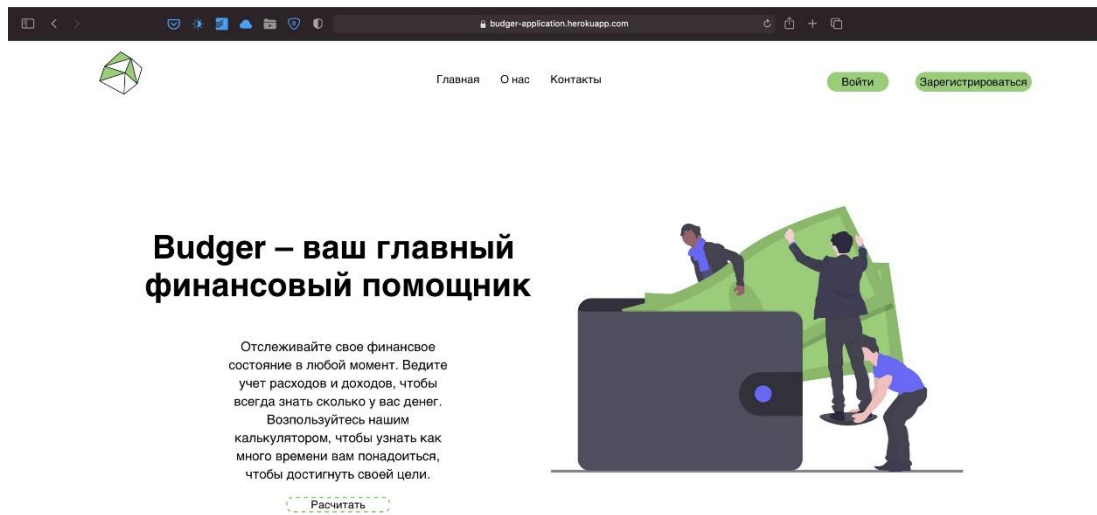 budger-application.herokuapp.com
Главная О нас Контакты Войти Зарегистрироваться
Budger – ваш главный
финансовый помощник
Отслеживайте свое финансвое
состояние в любой момент. Ведите
учет расходов и доходов, чтобы
всегда знать сколько у вас денег.
Возпользуйтесь нашим
калькулятором, чтобы узнать как
много времени вам понадоиться,
чтобы достигнуть своей цели.
Расчитать